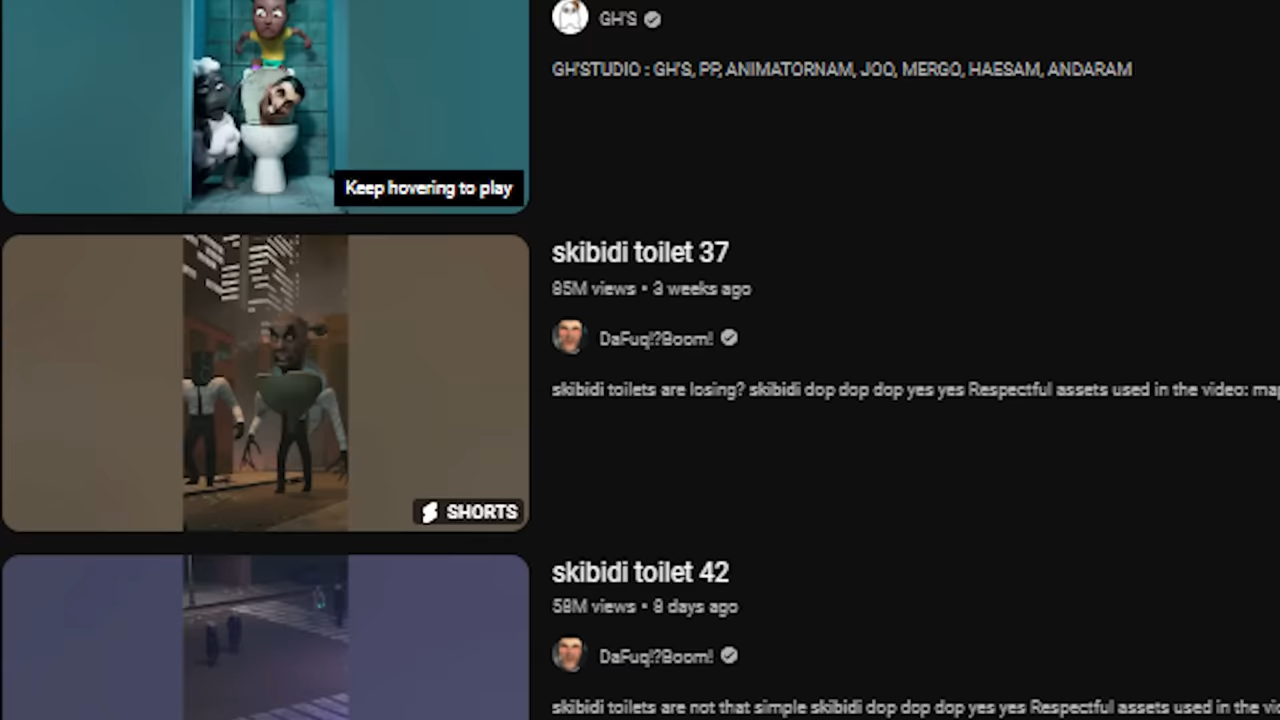 GH'S
GH'STUDIO : GH'S, PP, ANIMATORNAM, JOO, MERGO, HAESAM, ANDARAM
Keep hovering to play
skibidi toilet 37
85M views • 3 weeks ago
DaFuq!?Boom!
skibidi toilets are losing? skibidi dop dop dop yes yes Respectful assets used in the video: map
SHORTS
skibidi toilet 42
58M views • 8 days ago
DaFuq!?Boom!
skibidi toilets are not that simple skibidi dop dop dop yes yes Respectful assets used in the vid